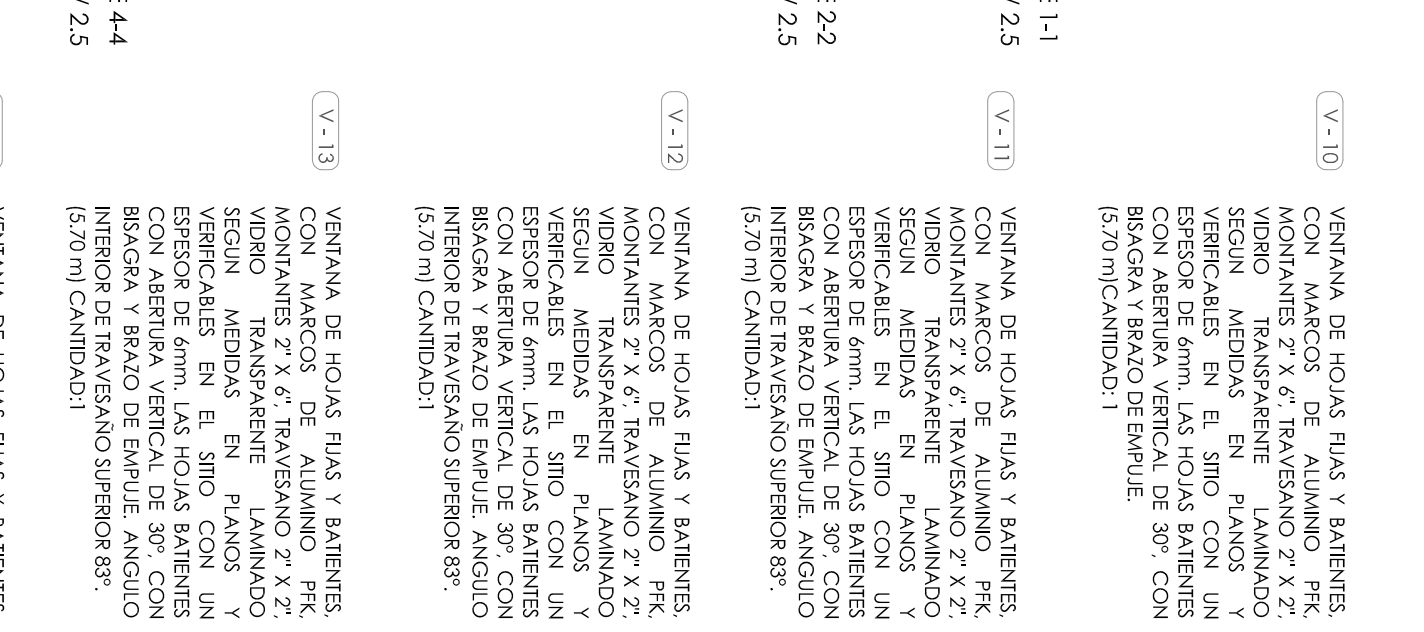 V - 10
VENTANA DE HOJAS FIJAS Y BATIENTES,
CON MARCOS DE ALUMINIO PFK,
MONTANTES 2" X 6", TRAVESANO 2" X 2",
VIDRIO TRANSPARENTE LAMINADO
SEGUN MEDIDAS EN PLANOS Y
VERIFICABLES EN EL SITIO CON UN
ESPESOR DE 6mm. LAS HOJAS BATIENTES
CON ABERTURA VERTICAL DE 30°, CON
BISAGRA Y BRAZO DE EMPUJE.
(5.70 m)CANTIDAD: 1
1-1
/ 2.5
V - 11
VENTANA DE HOJAS FIJAS Y BATIENTES,
CON MARCOS DE ALUMINIO PFK,
MONTANTES 2" X 6", TRAVESANO 2" X 2",
VIDRIO TRANSPARENTE LAMINADO
SEGUN MEDIDAS EN PLANOS Y
VERIFICABLES EN EL SITIO CON UN
ESPESOR DE 6mm. LAS HOJAS BATIENTES
CON ABERTURA VERTICAL DE 30°, CON
BISAGRA Y BRAZO DE EMPUJE. ANGULO
INTERIOR DE TRAVESAÑO SUPERIOR 83°.
(5.70 m) CANTIDAD:1
2-2
/ 2.5
V - 12
VENTANA DE HOJAS FIJAS Y BATIENTES,
CON MARCOS DE ALUMINIO PFK,
MONTANTES 2" X 6", TRAVESANO 2" X 2",
VIDRIO TRANSPARENTE LAMINADO
SEGUN MEDIDAS EN PLANOS Y
VERIFICABLES EN EL SITIO CON UN
ESPESOR DE 6mm. LAS HOJAS BATIENTES
CON ABERTURA VERTICAL DE 30°, CON
BISAGRA Y BRAZO DE EMPUJE. ANGULO
INTERIOR DE TRAVESAÑO SUPERIOR 83°.
(5.70 m) CANTIDAD:1
V - 13
VENTANA DE HOJAS FIJAS Y BATIENTES,
CON MARCOS DE ALUMINIO PFK,
MONTANTES 2" X 6", TRAVESANO 2" X 2",
VIDRIO TRANSPARENTE LAMINADO
SEGUN MEDIDAS EN PLANOS Y
VERIFICABLES EN EL SITIO CON UN
ESPESOR DE 6mm. LAS HOJAS BATIENTES
CON ABERTURA VERTICAL DE 30°, CON
BISAGRA Y BRAZO DE EMPUJE. ANGULO
INTERIOR DE TRAVESAÑO SUPERIOR 83°.
(5.70 m) CANTIDAD:1
4-4
/ 2.5